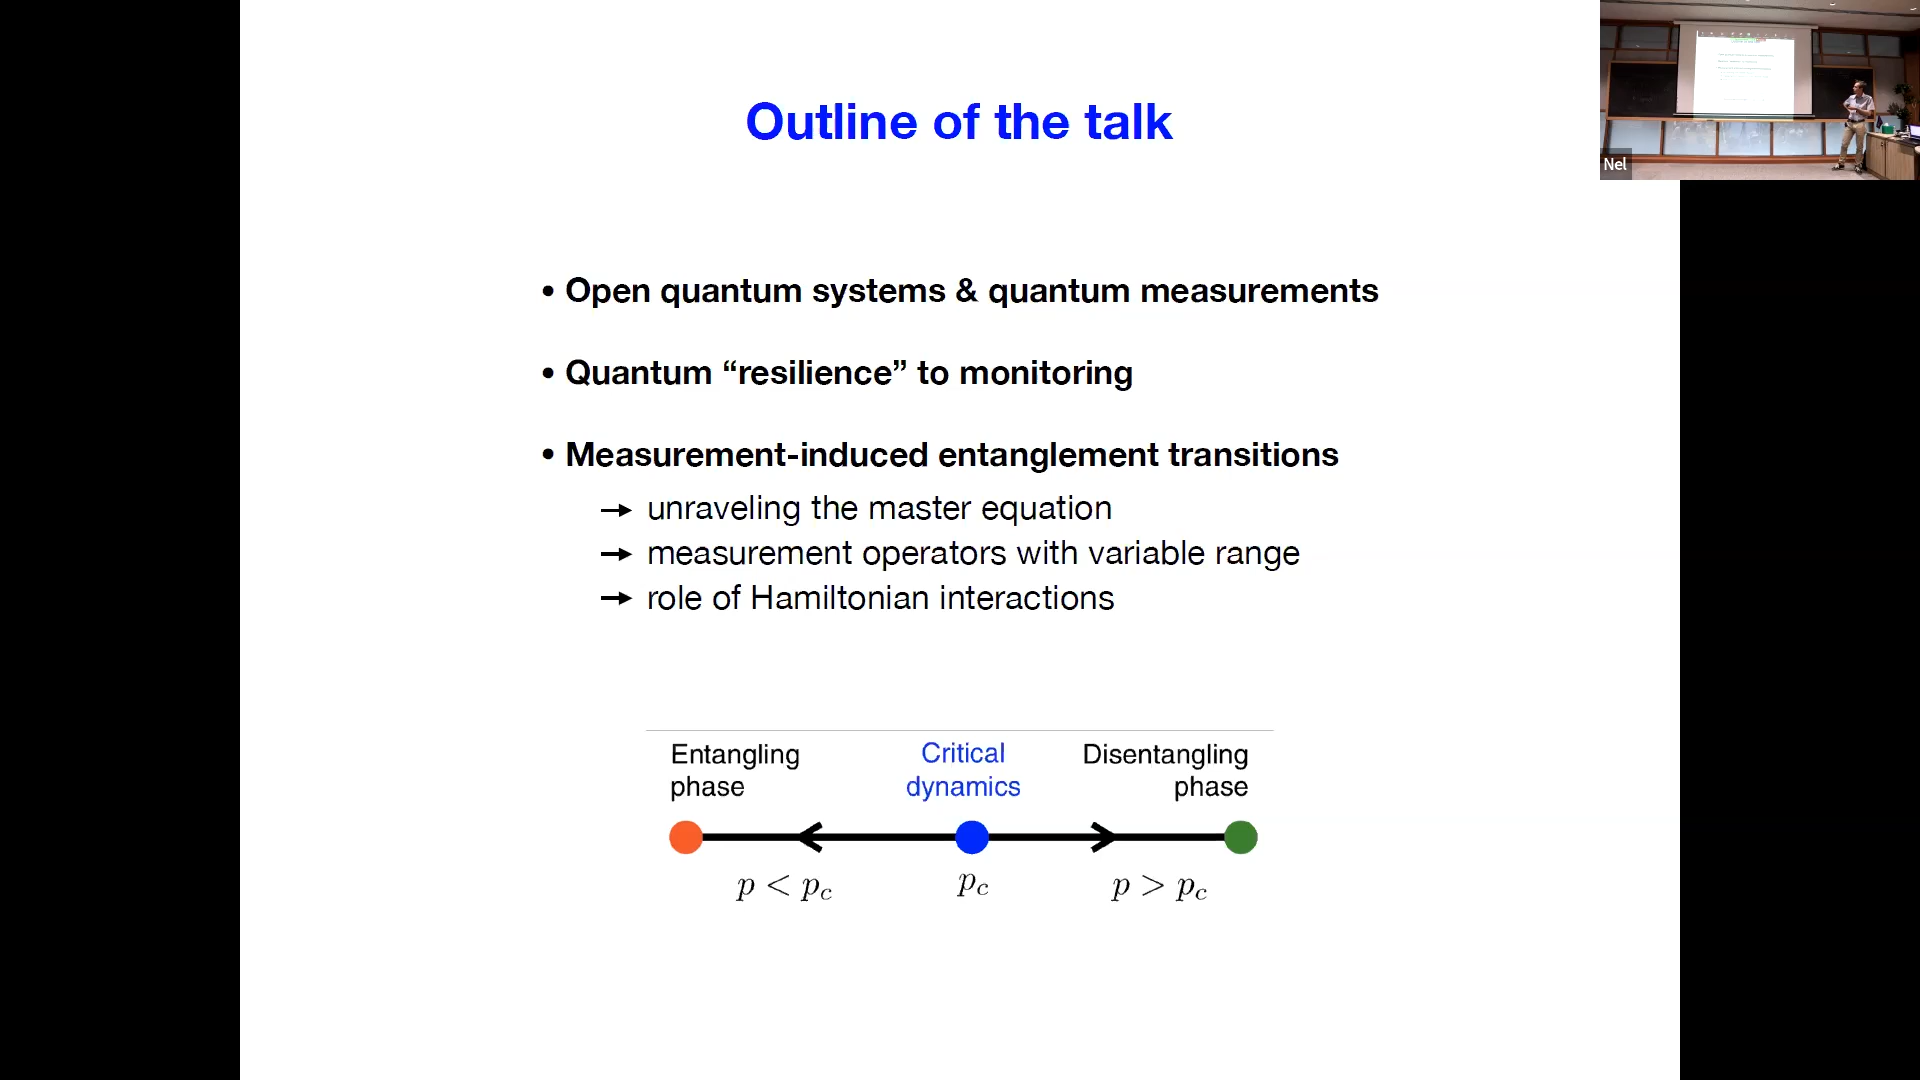 Outline of the talk
• Open quantum systems & quantum measurements
• Quantum “resilience” to monitoring
• Measurement-induced entanglement transitions
→ unraveling the master equation
→ measurement operators with variable range
→ role of Hamiltonian interactions
Entangling
phase
Critical
dynamics
Disentangling
phase
p < p_c
p_c
p > p_c
Nel